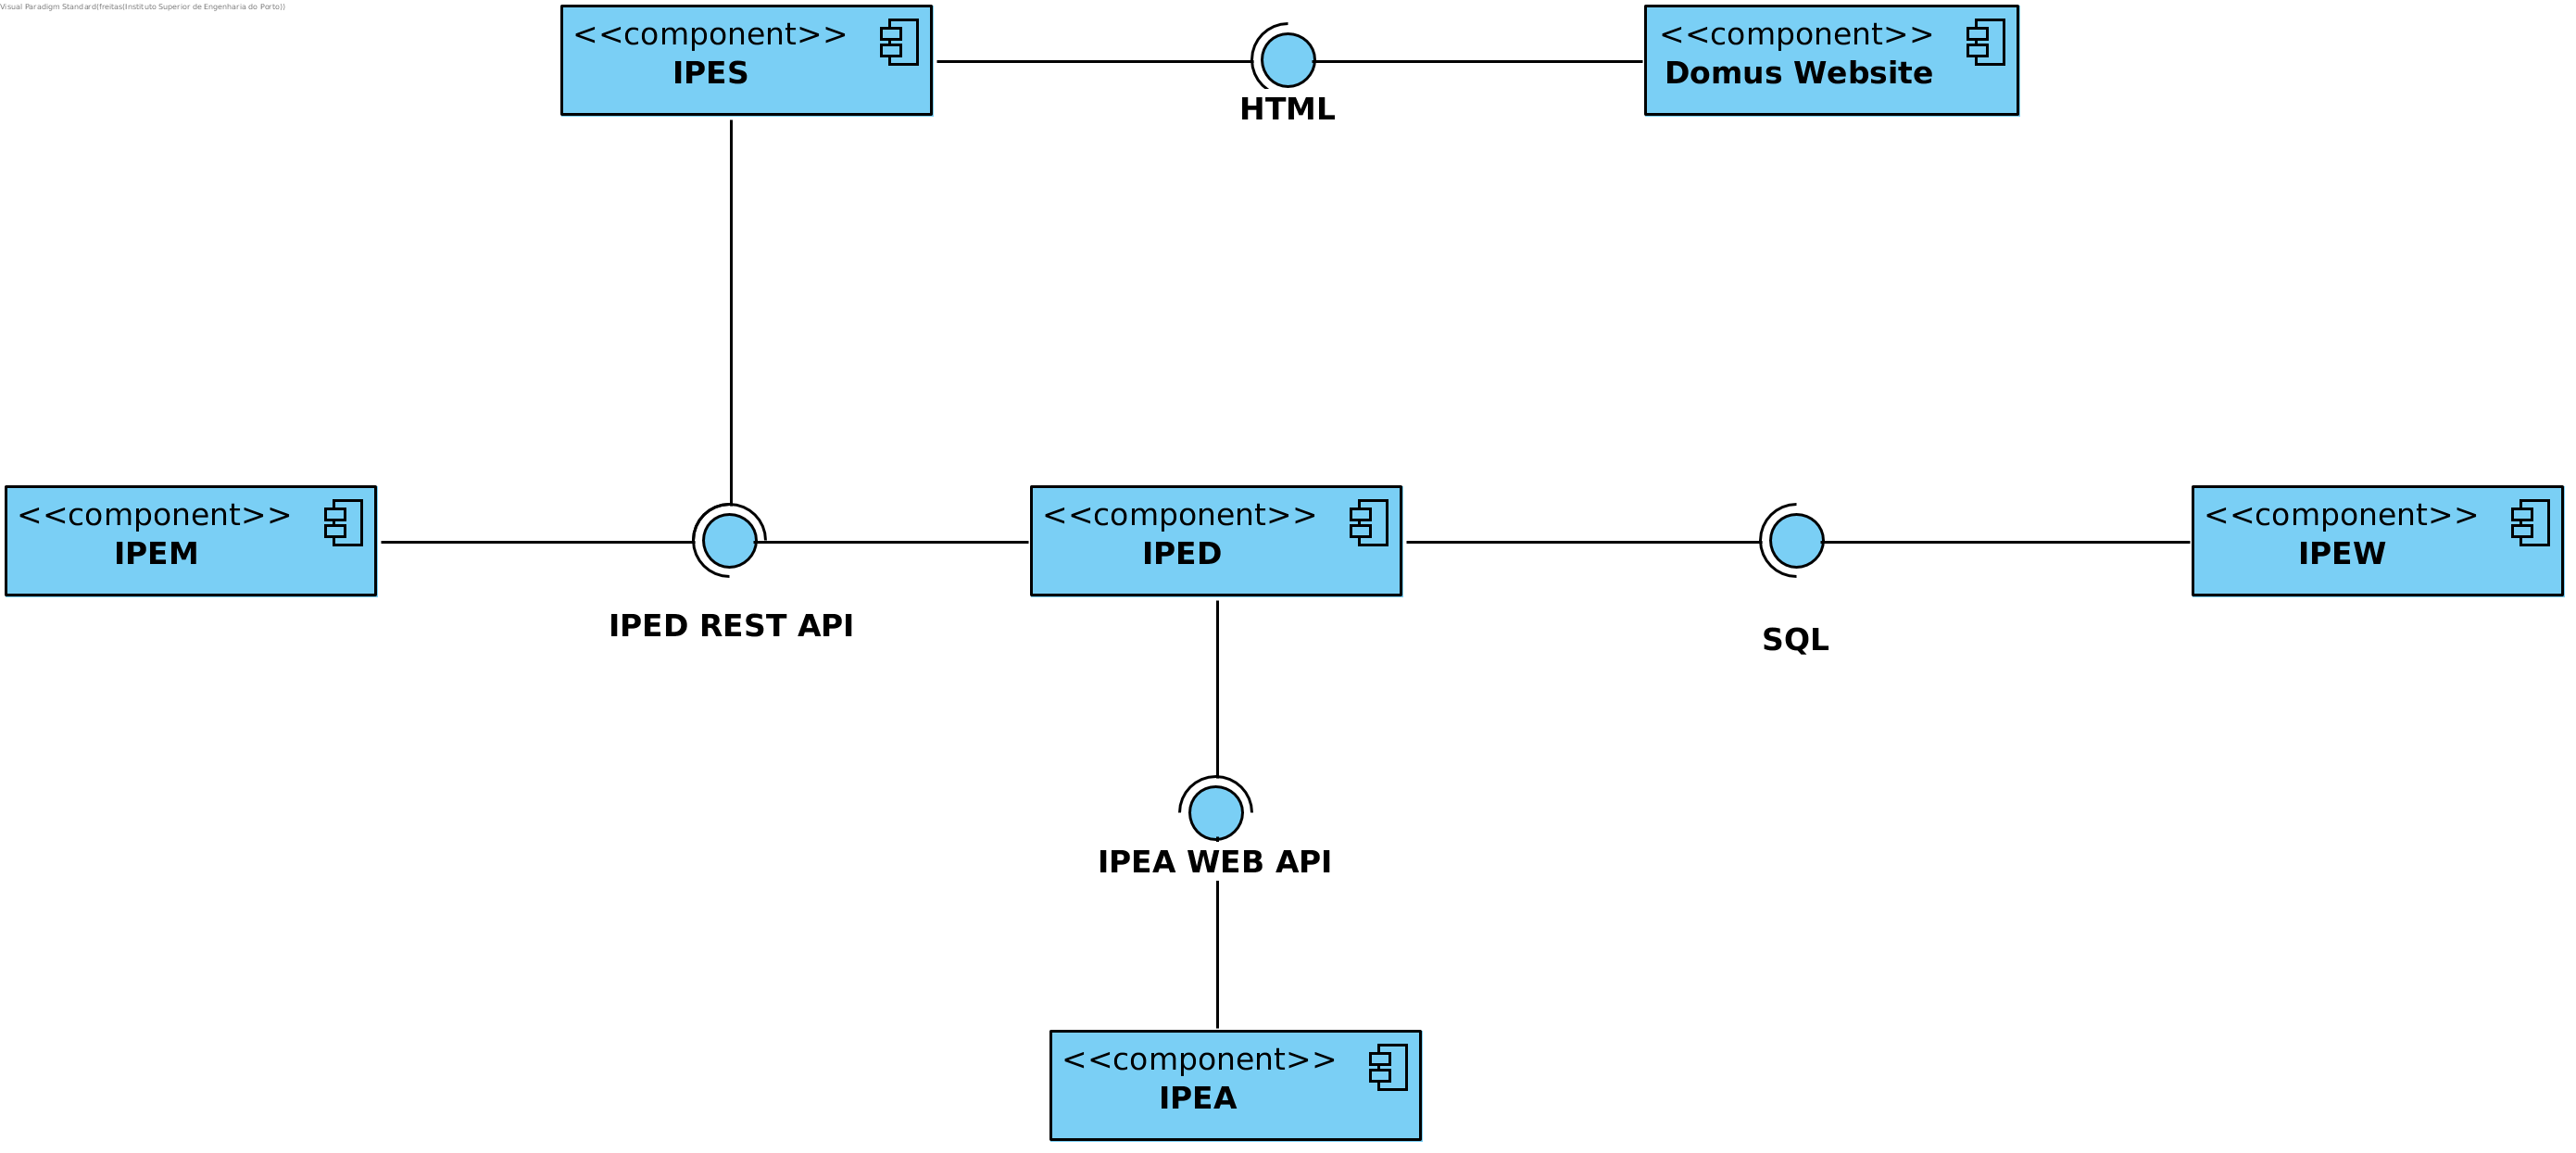 Visual Paradigm Standard(freitas(Instituto Superior de Engenharia do Porto))
<<component>>
IPES
HTML
<<component>>
Domus Website
<<component>>
IPEM
IPED REST API
<<component>>
IPED
SQL
<<component>>
IPEW
IPEA WEB API
<<component>>
IPEA